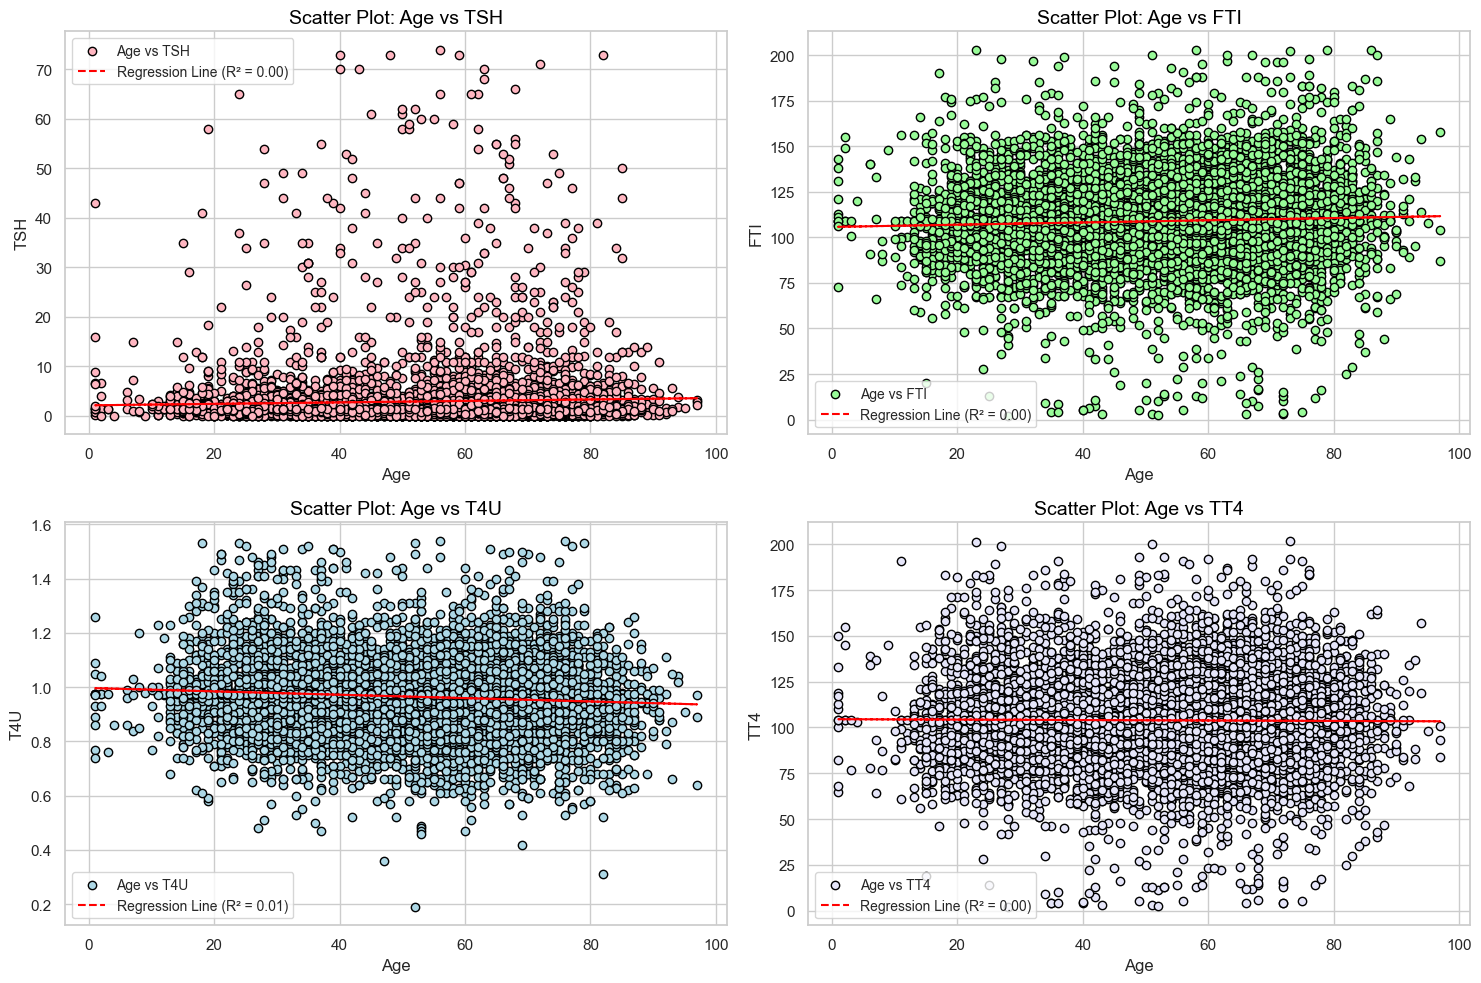 Scatter Plot: Age vs TSH
Age vs TSH
Regression Line (R² = 0.00)
TSH
70
60
50
40
30
20
10
0
0 20 40 60 80 100
Age
Scatter Plot: Age vs FTI
FTI
200
175
150
125
100
75
50
25
0
Age vs FTI
Regression Line (R² = 0.00)
0 20 40 60 80 100
Age
Scatter Plot: Age vs T4U
T4U
1.6
1.4
1.2
1.0
0.8
0.6
0.4
0.2
Age vs T4U
Regression Line (R² = 0.01)
0 20 40 60 80 100
Age
Scatter Plot: Age vs TT4
TT4
200
175
150
125
100
75
50
25
0
Age vs TT4
Regression Line (R² = 0.00)
0 20 40 60 80 100
Age